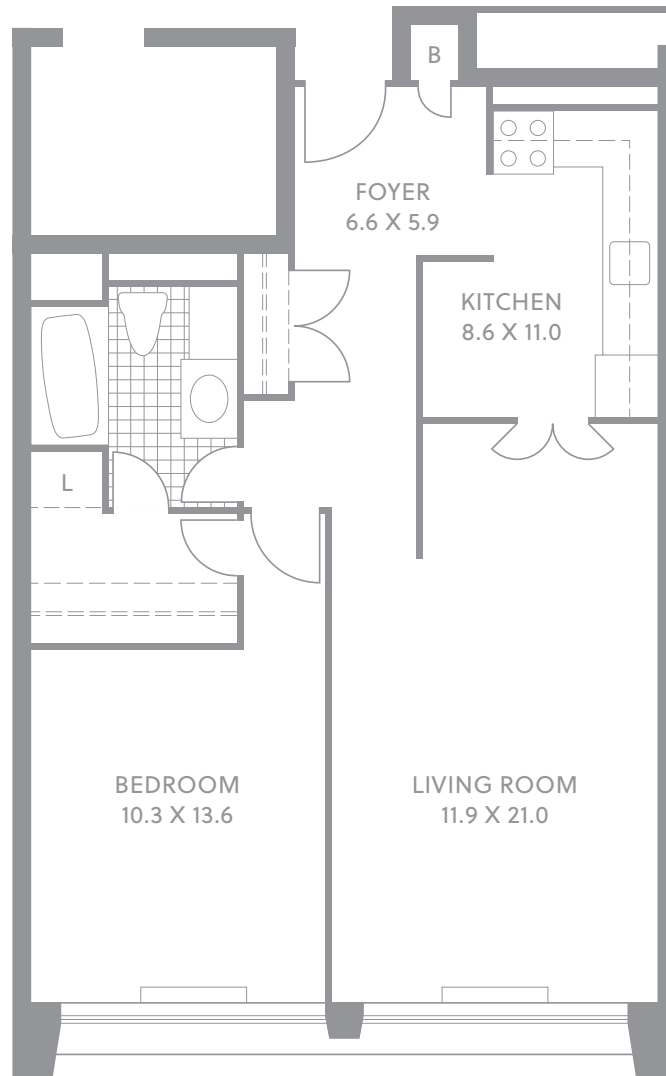 B
FOYER
6.6 X 5.9
KITCHEN
8.6 X 11.0
L
BEDROOM
10.3 X 13.6
LIVING ROOM
11.9 X 21.0